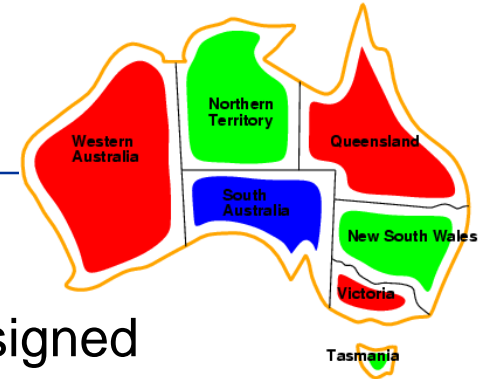 Northern
Territory
Western
Australia
Queensland
South
Australia
New South Wales
Victoria
signed
Tasmania